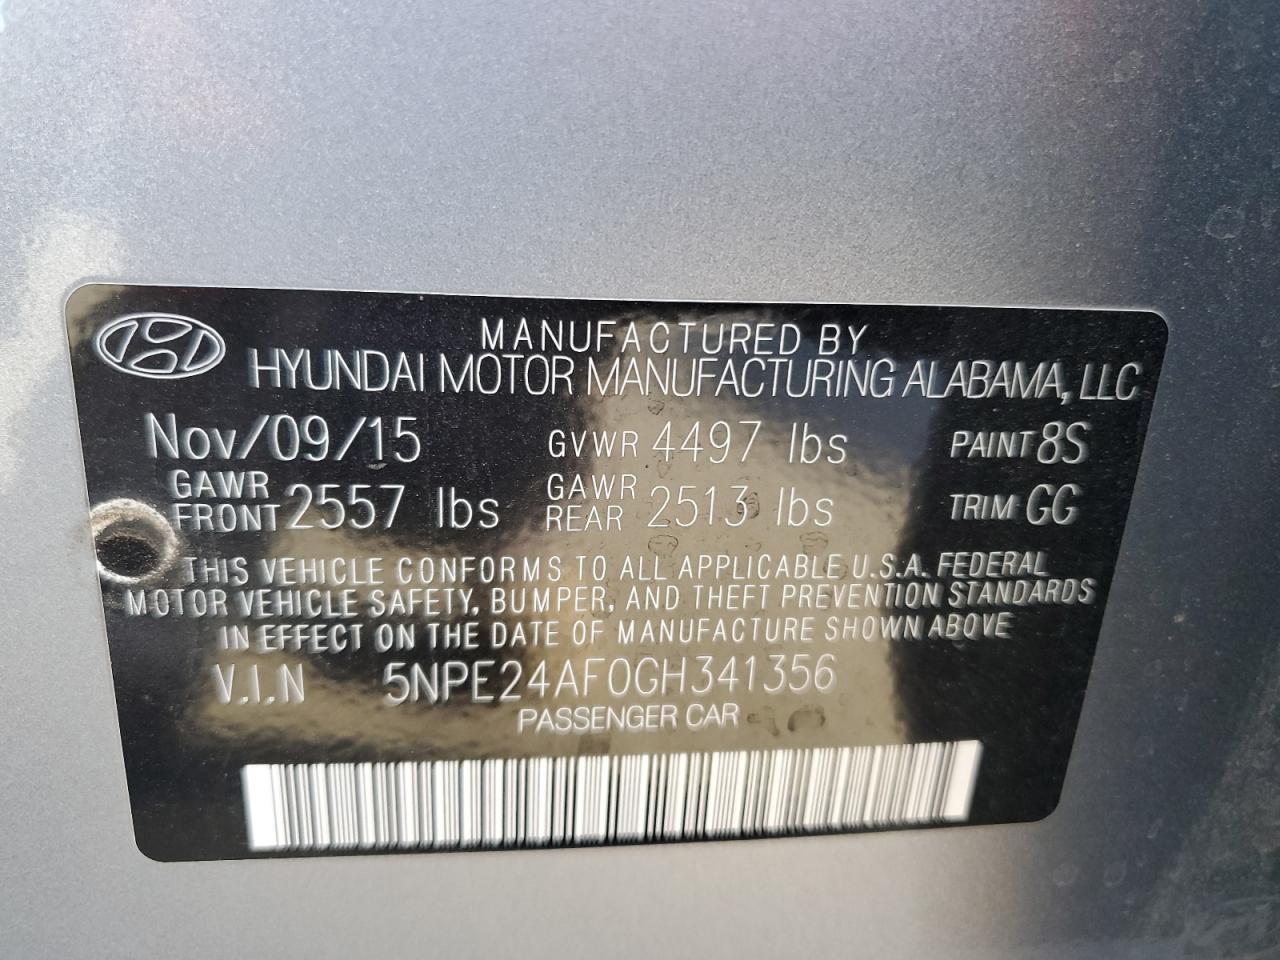 MANUFACTURED BY
HYUNDAI MOTOR MANUFACTURING ALABAMA, LLC
Nov/09/15 GVWR 4497 lbs PAINT 8S
GAWR FRONT 2557 lbs GAWR REAR 2513 lbs TRIM GG
THIS VEHICLE CONFORMS TO ALL APPLICABLE U.S.A. FEDERAL
MOTOR VEHICLE SAFETY, BUMPER, AND THEFT PREVENTION STANDARDS
IN EFFECT ON THE DATE OF MANUFACTURE SHOWN ABOVE
V.I.N 5NPE24AF0GH341356
PASSENGER CAR